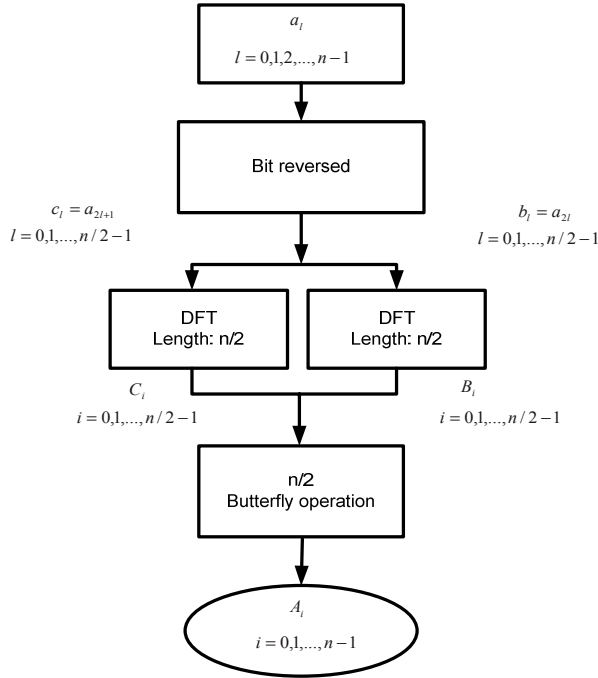 a_l
l = 0,1,2,...,n−1
Bit reversed
c_l = a_{2l+1}
l = 0,1,...,n/2−1
b_l = a_{2l}
l = 0,1,...,n/2−1
DFT
Length: n/2
DFT
Length: n/2
C_i
i = 0,1,...,n/2−1
B_i
i = 0,1,...,n/2−1
n/2
Butterfly operation
A_i
i = 0,1,...,n−1